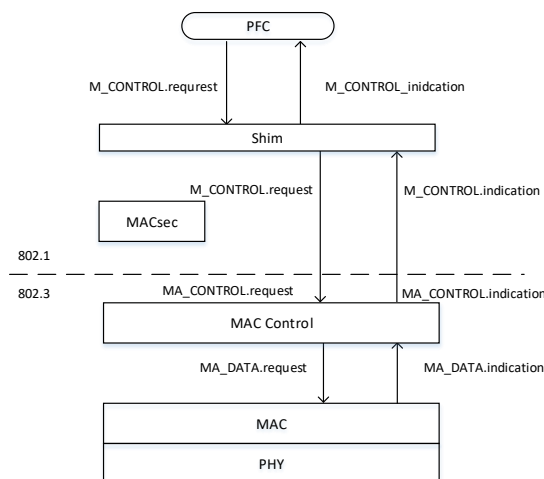 PFC
M_CONTROL.requrest
M_CONTROL_inidcation
Shim
M_CONTROL.request
M_CONTROL.indication
MACsec
802.1
802.3
MA_CONTROL.request
MA_CONTROL.indication
MAC Control
MA_DATA.request
MA_DATA.indication
MAC
PHY